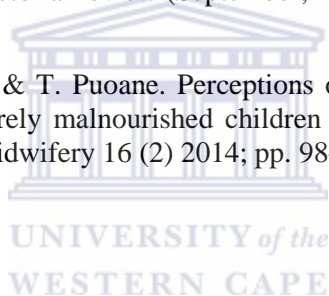 & T. Puoane. Perceptions o
rely malnourished children
idwifery 16 (2) 2014; pp. 98
UNIVERSITY of the
WESTERN CAPE